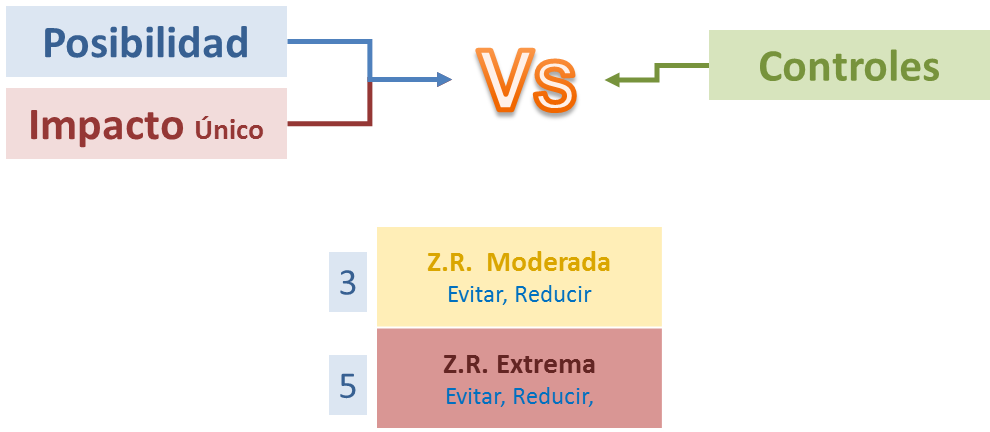 Posibilidad
Impacto Único
Vs
Controles
3
Z.R. Moderada
Evitar, Reducir
5
Z.R. Extrema
Evitar, Reducir,